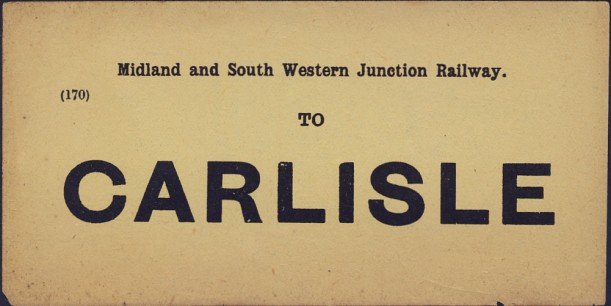 Midland and South Western Junction Railway.
(170)
TO
CARLISLE